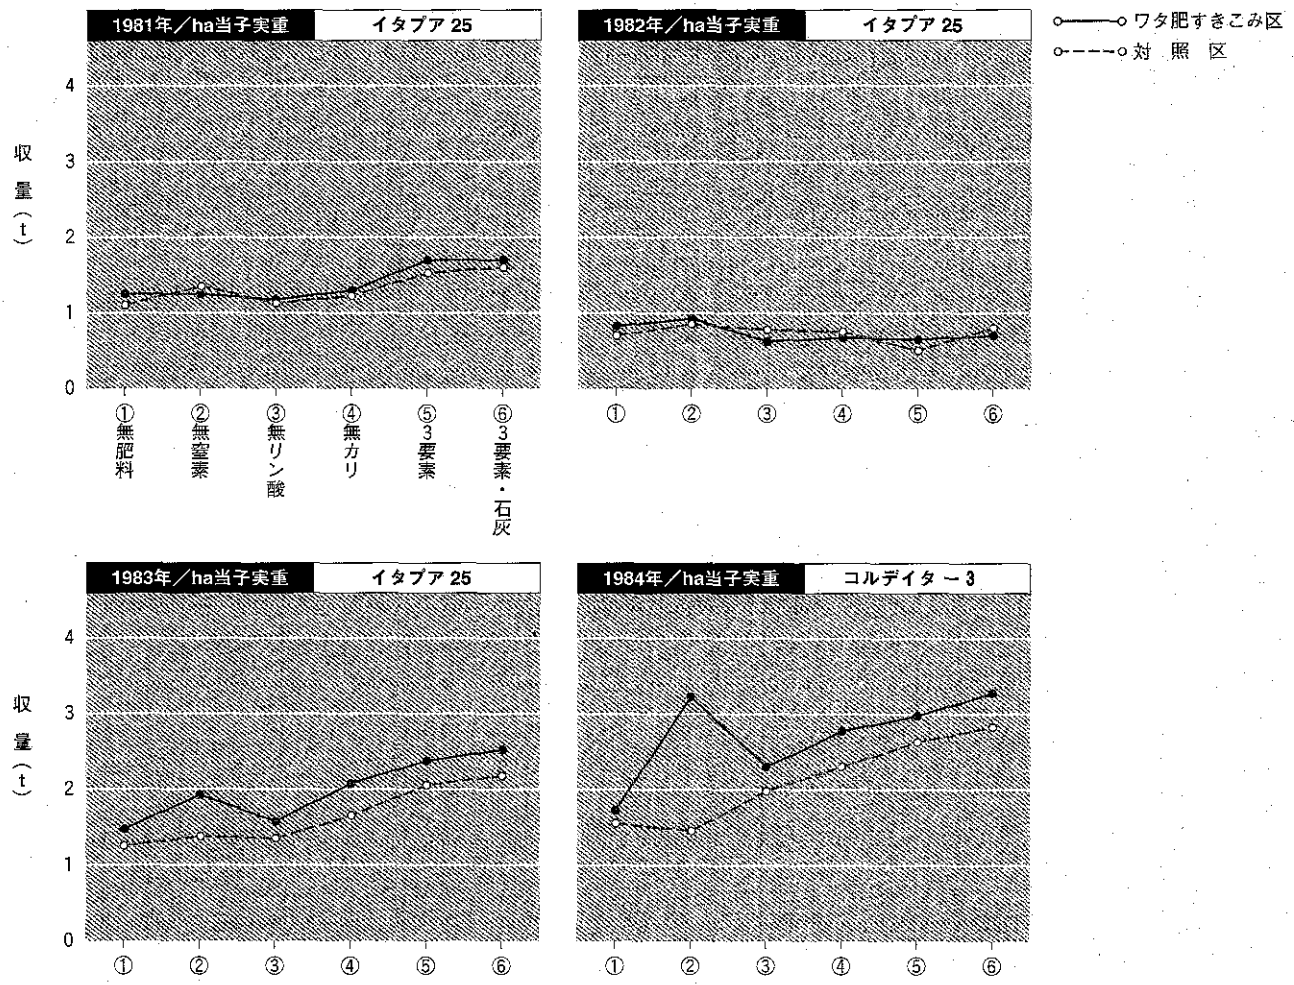 1981年/ha当子実重 イタプア25
1982年/ha当子実重 イタプア25
ワタ肥すきこみ区
対照区
4
3
2
1
0
収量(t)
①無肥料
②無窒素
③無リン酸
④無カリ
⑤3要素
⑥3要素・石灰
① ② ③ ④ ⑤ ⑥
1983年/ha当子実重 イタプア25
1984年/ha当子実重 コルデイター3
4
3
2
1
0
収量(t)
① ② ③ ④ ⑤ ⑥
① ② ③ ④ ⑤ ⑥